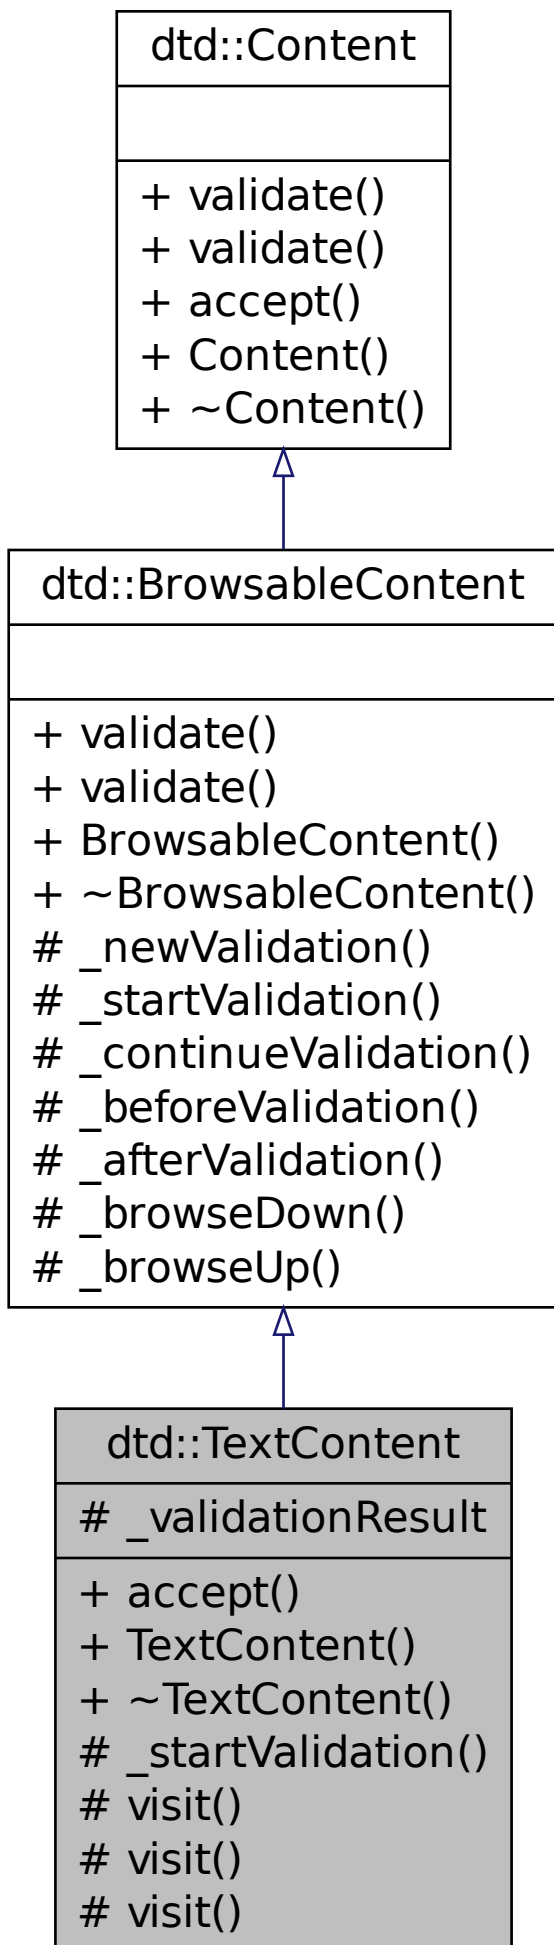 dtd::Content
+ validate()
+ validate()
+ accept()
+ Content()
+ ~Content()
dtd::BrowsableContent
+ validate()
+ validate()
+ BrowsableContent()
+ ~BrowsableContent()
# _newValidation()
# _startValidation()
# _continueValidation()
# _beforeValidation()
# _afterValidation()
# _browseDown()
# _browseUp()
dtd::TextContent
# _validationResult
+ accept()
+ TextContent()
+ ~TextContent()
# _startValidation()
# visit()
# visit()
# visit()